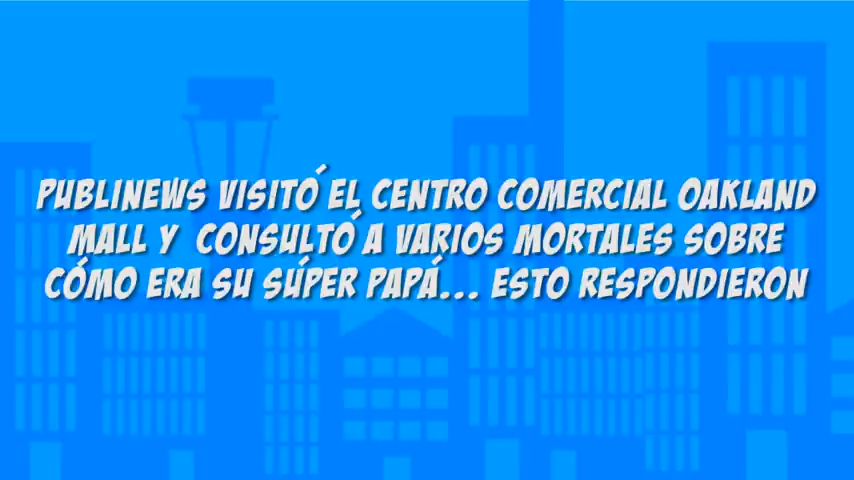 PUBLINEWS VISITÓ EL CENTRO COMERCIAL OAKLAND
MALL Y CONSULTÓ A VARIOS MORTALES SOBRE
CÓMO ERA SU SÚPER PAPÁ... ESTO RESPONDIERON